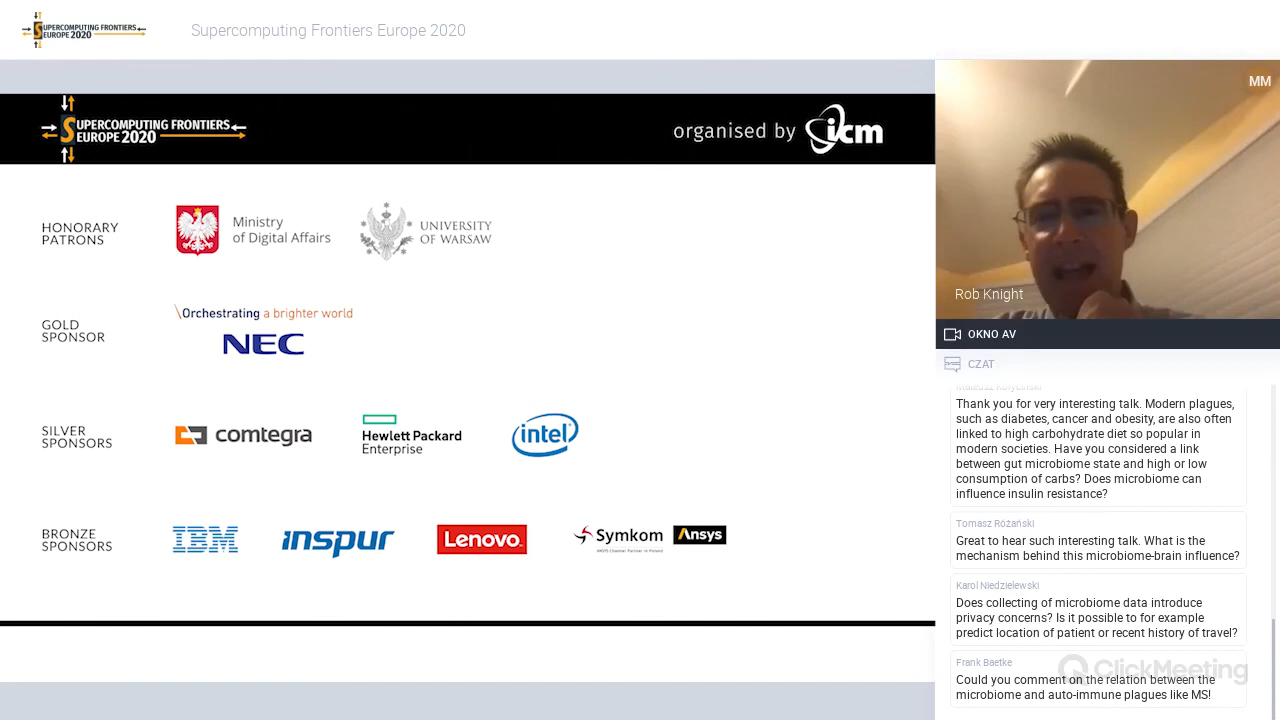 SUPERCOMPUTING FRONTIERS
EUROPE 2020
Supercomputing Frontiers Europe 2020
SUPERCOMPUTING FRONTIERS
EUROPE 2020
organised by icm
HONORARY
PATRONS
Ministry
of Digital Affairs
UNIVERSITY
OF WARSAW
GOLD
SPONSOR
\Orchestrating a brighter world
NEC
SILVER
SPONSORS
comtegra
Hewlett Packard
Enterprise
intel
BRONZE
SPONSORS
IBM
inspur
Lenovo
Symkom
ANSYS Channel Partner in Poland
Ansys
MM
Rob Knight
OKNO AV
CZAT
Thank you for very interesting talk. Modern plagues,
such as diabetes, cancer and obesity, are also often
linked to high carbohydrate diet so popular in
modern societies. Have you considered a link
between gut microbiome state and high or low
consumption of carbs? Does microbiome can
influence insulin resistance?
Tomasz Różański
Great to hear such interesting talk. What is the
mechanism behind this microbiome-brain influence?
Karol Niedzielewski
Does collecting of microbiome data introduce
privacy concerns? Is it possible to for example
predict location of patient or recent history of travel?
Frank Baetke
Could you comment on the relation between the
microbiome and auto-immune plagues like MS!
ClickMeeting